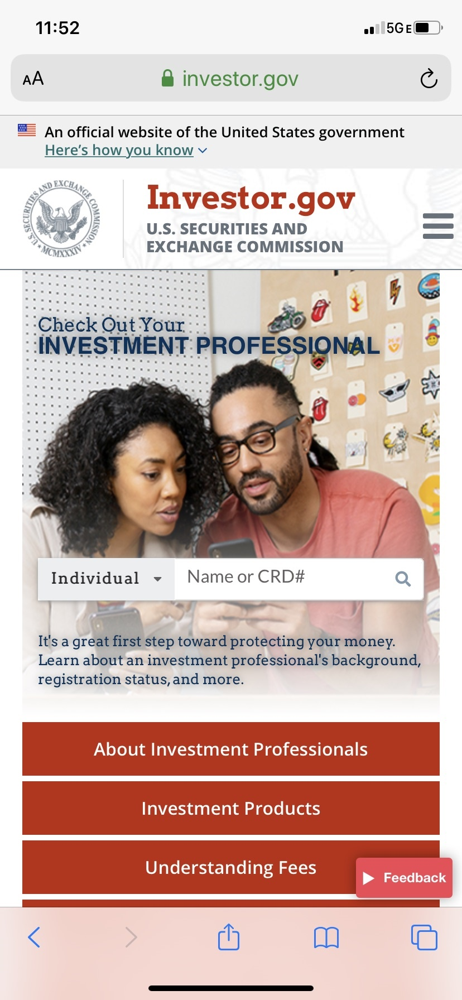 11:52
5GE
AA
investor.gov
An official website of the United States government
Here's how you know
U.S. SECURITIES AND EXCHANGE COMMISSION
MCMXXXIV
Investor.gov
U.S. SECURITIES AND
EXCHANGE COMMISSION
Check Out Your
INVESTMENT PROFESSIONAL
Individual
Name or CRD#
It's a great first step toward protecting your money.
Learn about an investment professional's background,
registration status, and more.
About Investment Professionals
Investment Products
Understanding Fees
Feedback